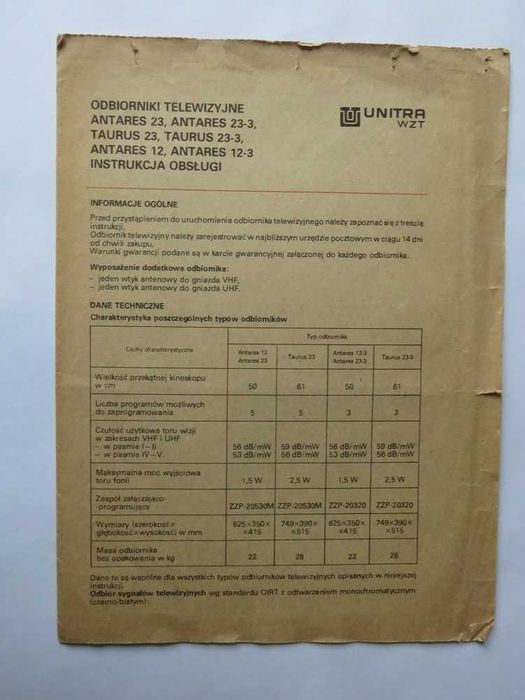 ODBIORNIKI TELEWIZYJNE
ANTARES 23, ANTARES 23-3,
TAURUS 23, TAURUS 23-3,
ANTARES 12, ANTARES 12-3
INSTRUKCJA OBSŁUGI
UNITRA
WZT
INFORMACJE OGÓLNE
Przed przystąpieniem do uruchomienia odbiornika telewizyjnego należy zapoznać się z treścią
instrukcji.
Odbiornik telewizyjny należy zarejestrować w najbliższym urzędzie pocztowym w ciągu 14 dni
od chwili zakupu.
Warunki gwarancji podane są w karcie gwarancyjnej załączonej do każdego odbiornika.
Wyposażenie dodatkowe odbiornika:
– jeden wtyk antenowy do gniazda VHF,
– jeden wtyk antenowy do gniazda UHF.
DANE TECHNICZNE
Charakterystyka poszczególnych typów odbiorników
Cechy charakterystyczne
Typ odbiornika
Antares 12
Antares 23
Taurus 23
Antares 13-3
Antares 23-3
Taurus 23-3
Wielkość przekątnej kineskopu
w cm
50 61 50 61
Liczba programów możliwych
do zaprogramowania
5 5 3 3
Czułość użytkowa toru wizji
w zakresach VHF i UHF
– w paśmie I–II 56 dB/mW 59 dB/mW 56 dB/mW 59 dB/mW
– w paśmie IV–V 53 dB/mW 56 dB/mW 53 dB/mW 56 dB/mW
Maksymalna moc wyjściowa
toru fonii
1,5 W 2,5 W 1,5 W 2,5 W
Zespół załączająco-
-programujący
ZZP-20530M ZZP-20530M ZZP-20320 ZZP-20320
Wymiary (szerokość×
głębokość×wysokość) w mm
625×350×
×415
749×390×
×515
625×350×
×415
749×390×
×515
Masa odbiornika
bez opakowania w kg
22 28 22 28
Dane te są wspólne dla wszystkich typów odbiorników telewizyjnych opisanych w niniejszej
instrukcji.
Odbiór sygnałów telewizyjnych wg standardu OIRT z odtwarzaniem monochromatycznym
(czarno-białym):